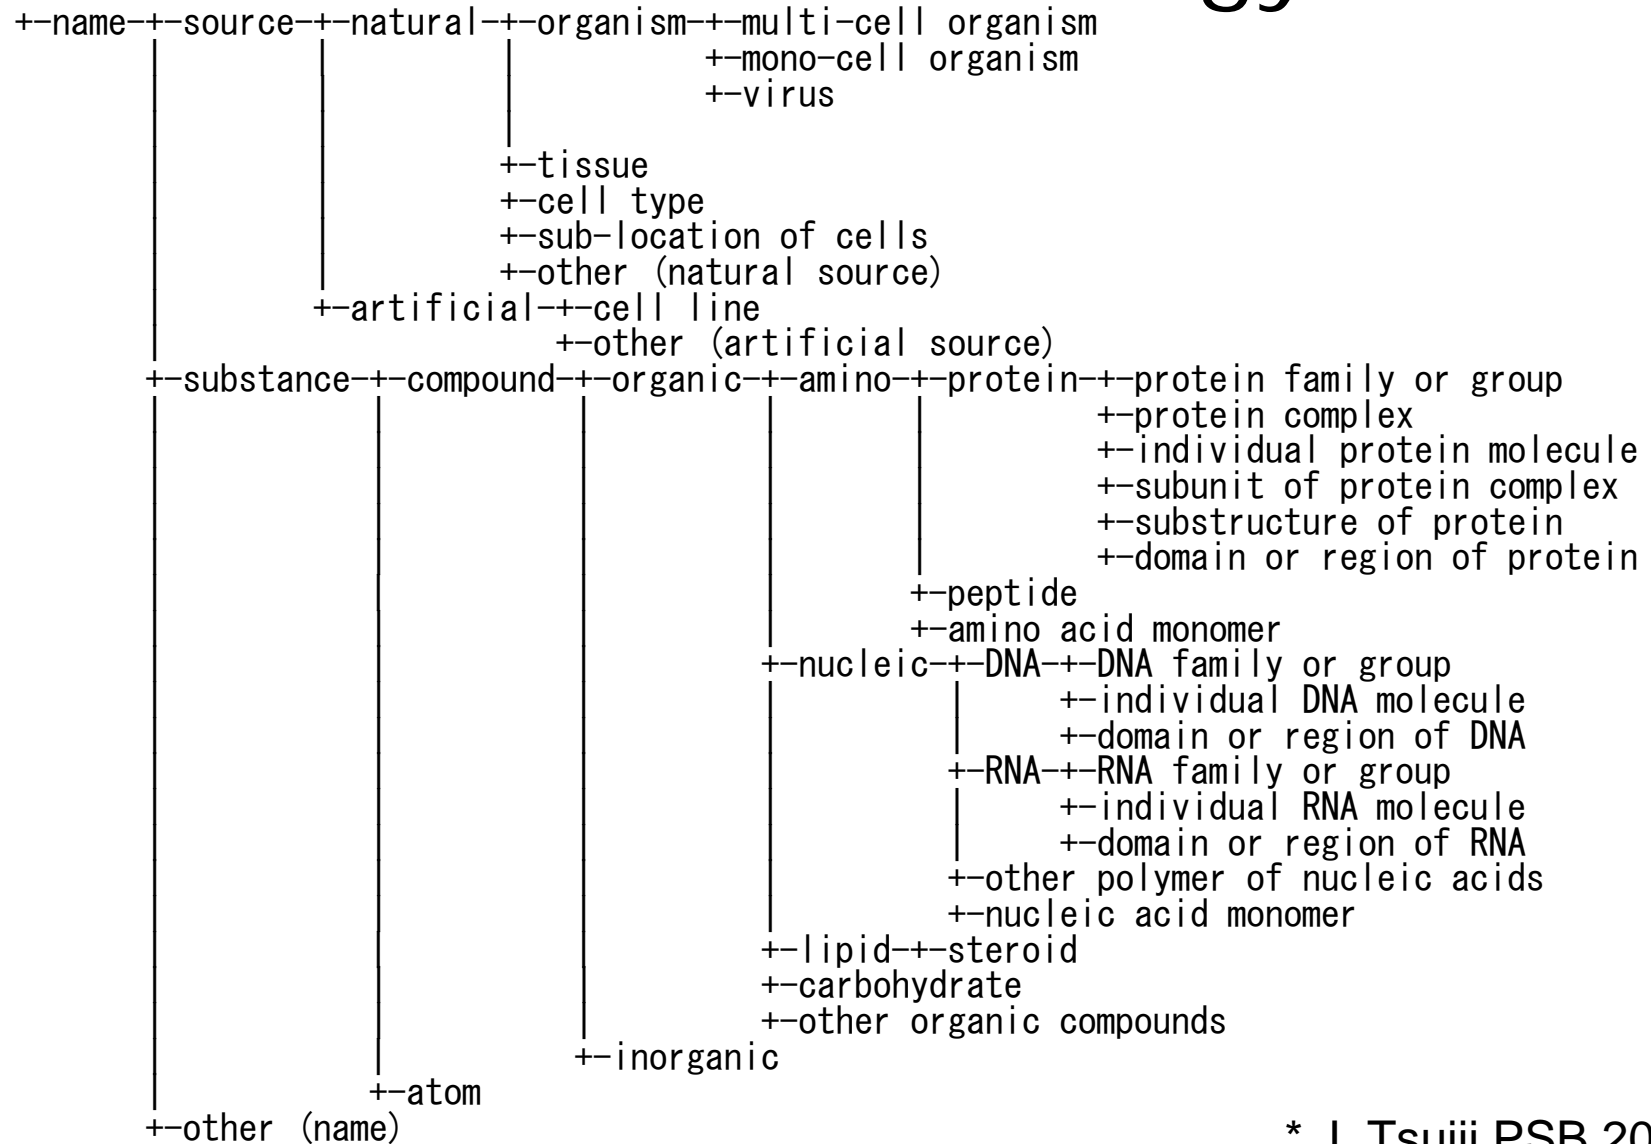 +-name-+-source-+-natural-+-organism-+-multi-cell organism
+-mono-cell organism
+-virus
+-tissue
+-cell type
+-sub-location of cells
+-other (natural source)
+-artificial-+-cell line
+-other (artificial source)
+-substance-+-compound-+-organic-+-amino-+-protein-+-protein family or group
+-protein complex
+-individual protein molecule
+-subunit of protein complex
+-substructure of protein
+-domain or region of protein
+-peptide
+-amino acid monomer
+-nucleic-+-DNA-+-DNA family or group
+-individual DNA molecule
+-domain or region of DNA
+-RNA-+-RNA family or group
+-individual RNA molecule
+-domain or region of RNA
+-other polymer of nucleic acids
+-nucleic acid monomer
+-lipid-+-steroid
+-carbohydrate
+-other organic compounds
+-inorganic
+-atom
+-other (name)
* Tsujii PSB 20